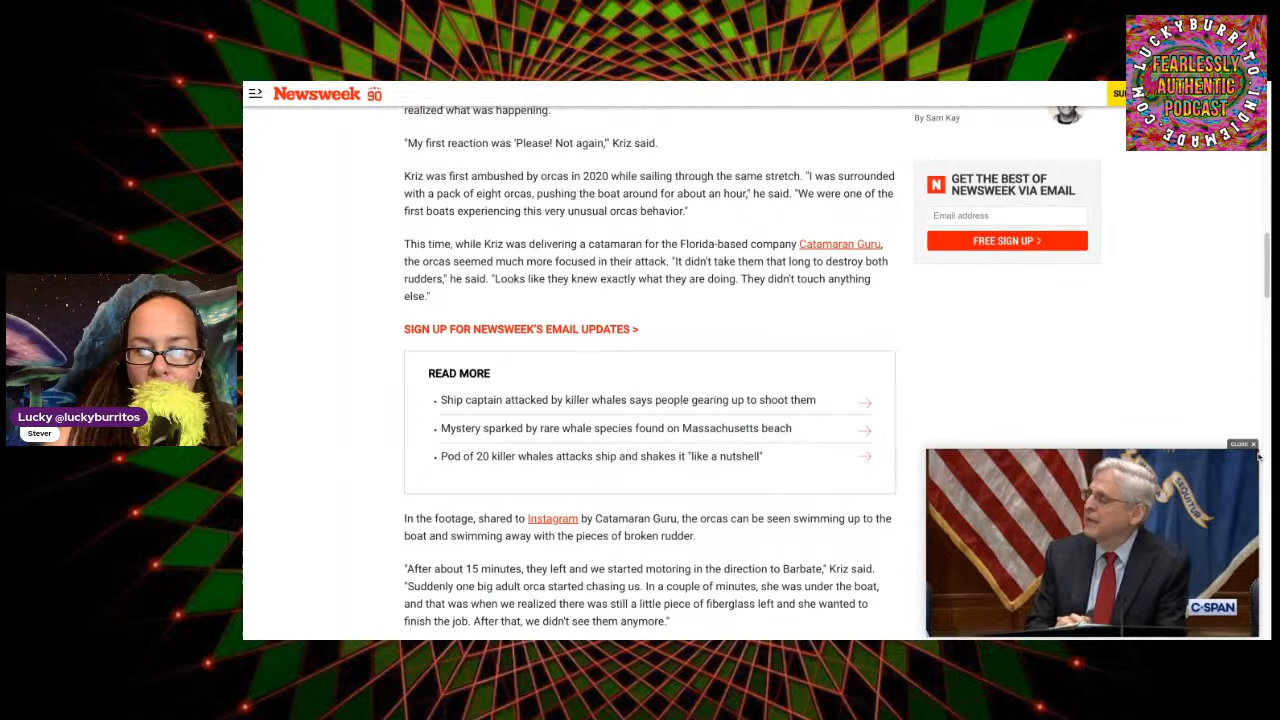 Newsweek 90
SU
realized what was happening.
"My first reaction was 'Please! Not again,'" Kriz said.
Kriz was first ambushed by orcas in 2020 while sailing through the same stretch. "I was surrounded
with a pack of eight orcas, pushing the boat around for about an hour," he said. "We were one of the
first boats experiencing this very unusual orcas behavior."
This time, while Kriz was delivering a catamaran for the Florida-based company Catamaran Guru,
the orcas seemed much more focused in their attack. "It didn't take them that long to destroy both
rudders," he said. "Looks like they knew exactly what they are doing. They didn't touch anything
else."
SIGN UP FOR NEWSWEEK'S EMAIL UPDATES >
READ MORE
• Ship captain attacked by killer whales says people gearing up to shoot them
• Mystery sparked by rare whale species found on Massachusetts beach
• Pod of 20 killer whales attacks ship and shakes it "like a nutshell"
In the footage, shared to Instagram by Catamaran Guru, the orcas can be seen swimming up to the
boat and swimming away with the pieces of broken rudder.
"After about 15 minutes, they left and we started motoring in the direction to Barbate," Kriz said.
"Suddenly one big adult orca started chasing us. In a couple of minutes, she was under the boat,
and that was when we realized there was still a little piece of fiberglass left and she wanted to
finish the job. After that, we didn't see them anymore."
By Sam Kay
N GET THE BEST OF
NEWSWEEK VIA EMAIL
Email address
FREE SIGN UP >
CLOSE X
SEQUITUR
C-SPAN
LUCKYBURRITO.INDIEMADE.COM
FEARLESSLY
AUTHENTIC
PODCAST
Lucky @luckyburritos
Stever